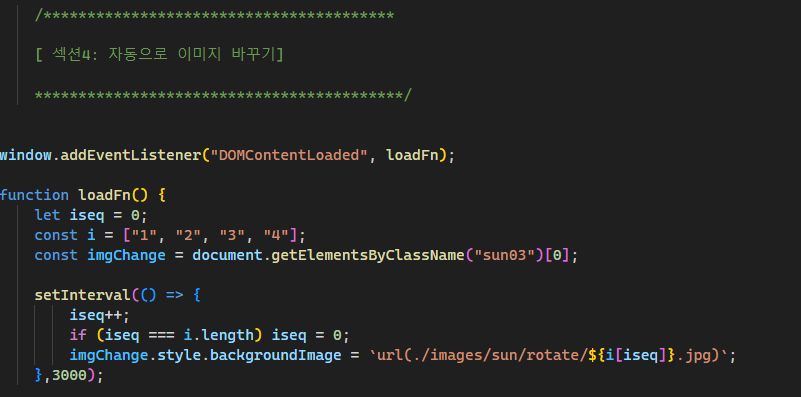 /****************************************
[ 섹션4: 자동으로 이미지 바꾸기]
******************************************/
window.addEventListener("DOMContentLoaded", loadFn);
function loadFn() {
let iseq = 0;
const i = ["1", "2", "3", "4"];
const imgChange = document.getElementsByClassName("sun03")[0];
setInterval(() => {
iseq++;
if (iseq === i.length) iseq = 0;
imgChange.style.backgroundImage = `url(./images/sun/rotate/${i[iseq]}.jpg)`;
},3000);